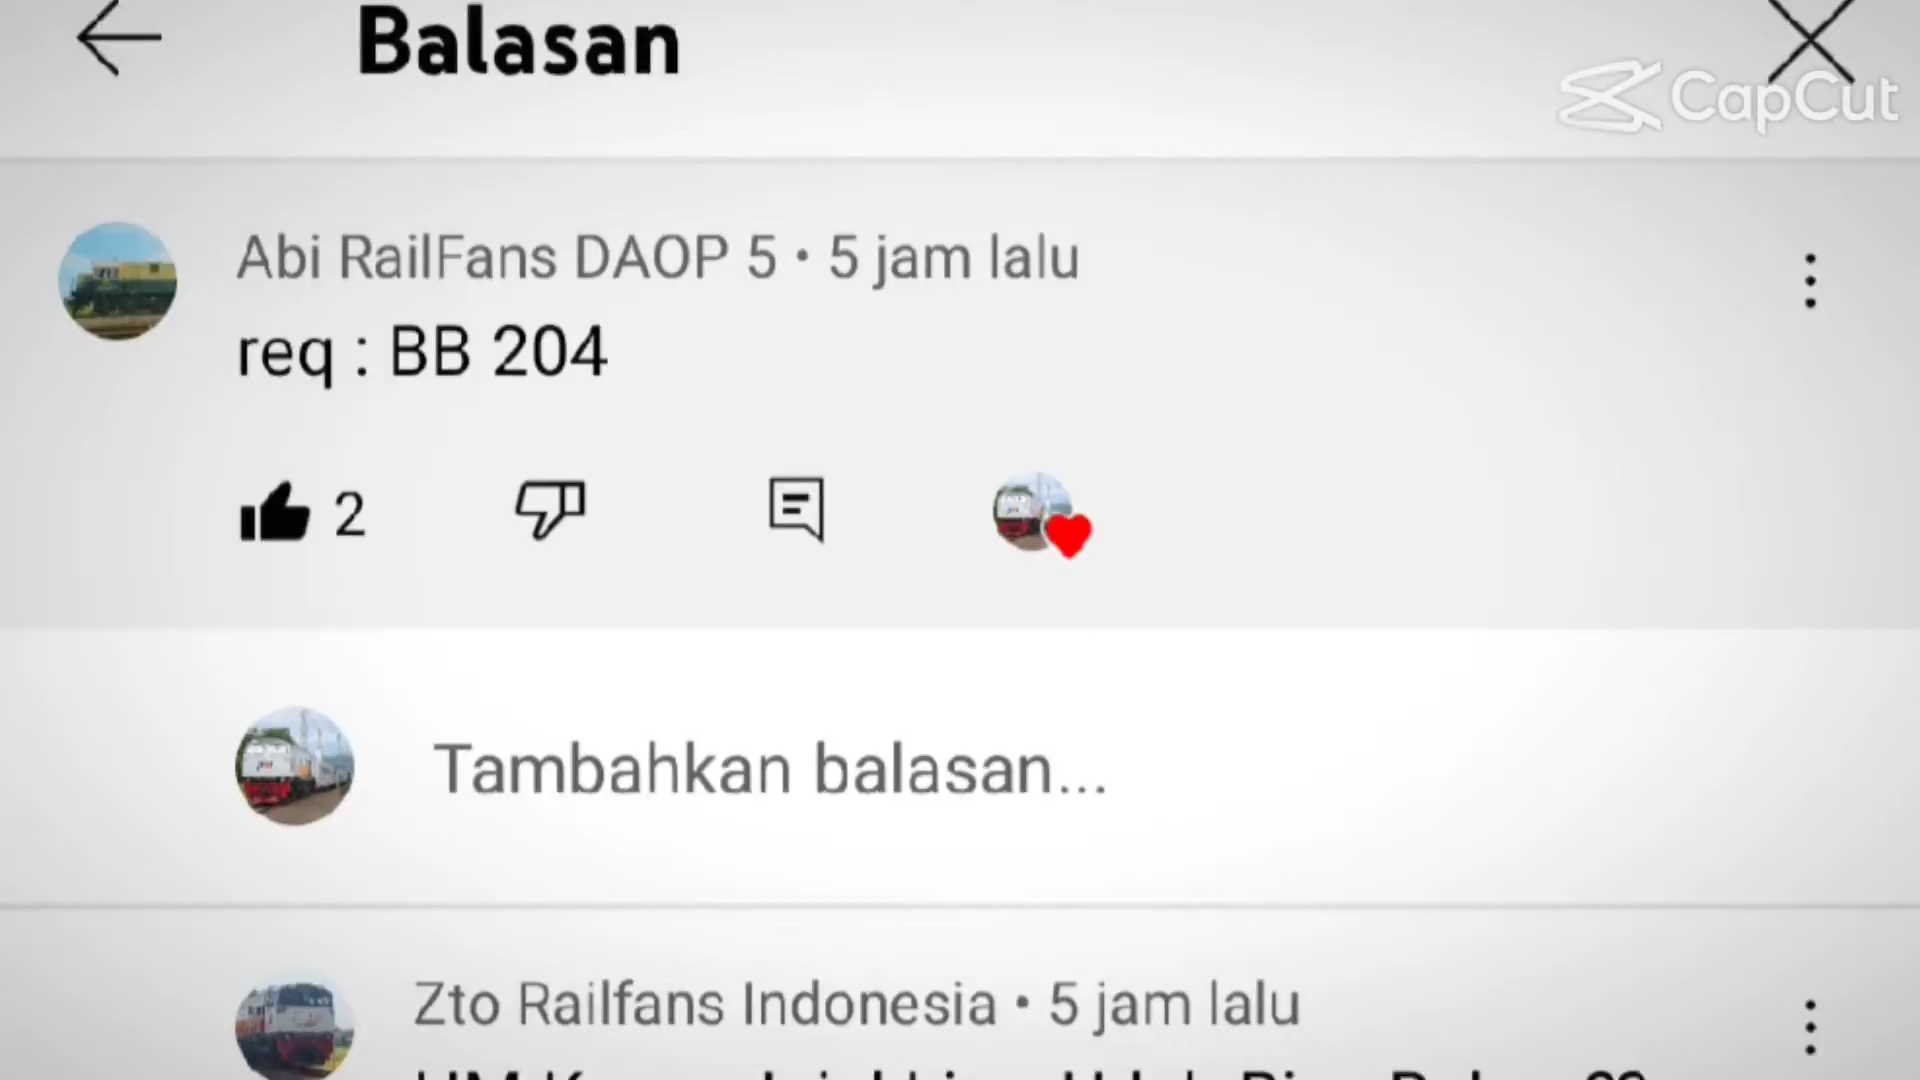 Balasan
CapCut
Abi RailFans DAOP 5 • 5 jam lalu
req : BB 204
2
Tambahkan balasan...
Zto Railfans Indonesia • 5 jam lalu